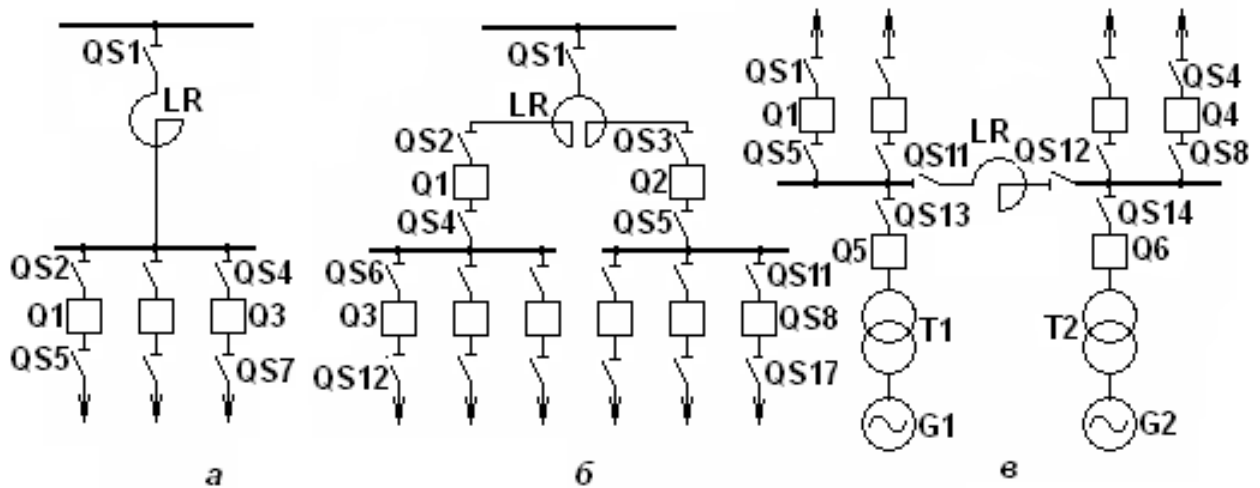 QS1
LR
QS2
QS4
Q1
Q3
QS5
QS7
а
QS1
LR
QS2
QS3
Q1
Q2
QS4
QS5
QS6
QS11
Q3
QS8
QS12
QS17
б
QS1
QS4
Q1
LR
Q4
QS5
QS11
QS12
QS8
QS13
QS14
Q5
Q6
T1
T2
G1
G2
в